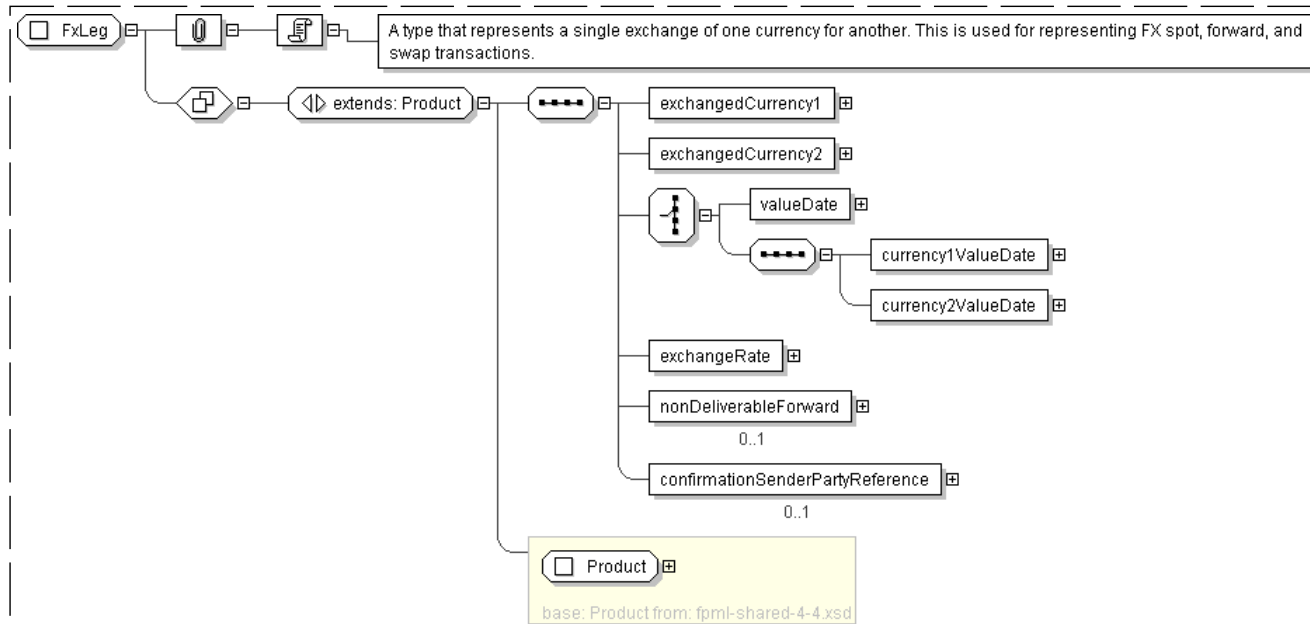 FxLeg
A type that represents a single exchange of one currency for another. This is used for representing FX spot, forward, and
swap transactions.
extends: Product
exchangedCurrency1
exchangedCurrency2
valueDate
currency1ValueDate
currency2ValueDate
exchangeRate
nonDeliverableForward
0..1
confirmationSenderPartyReference
0..1
Product
base: Product from: fpml-shared-4-4.xsd